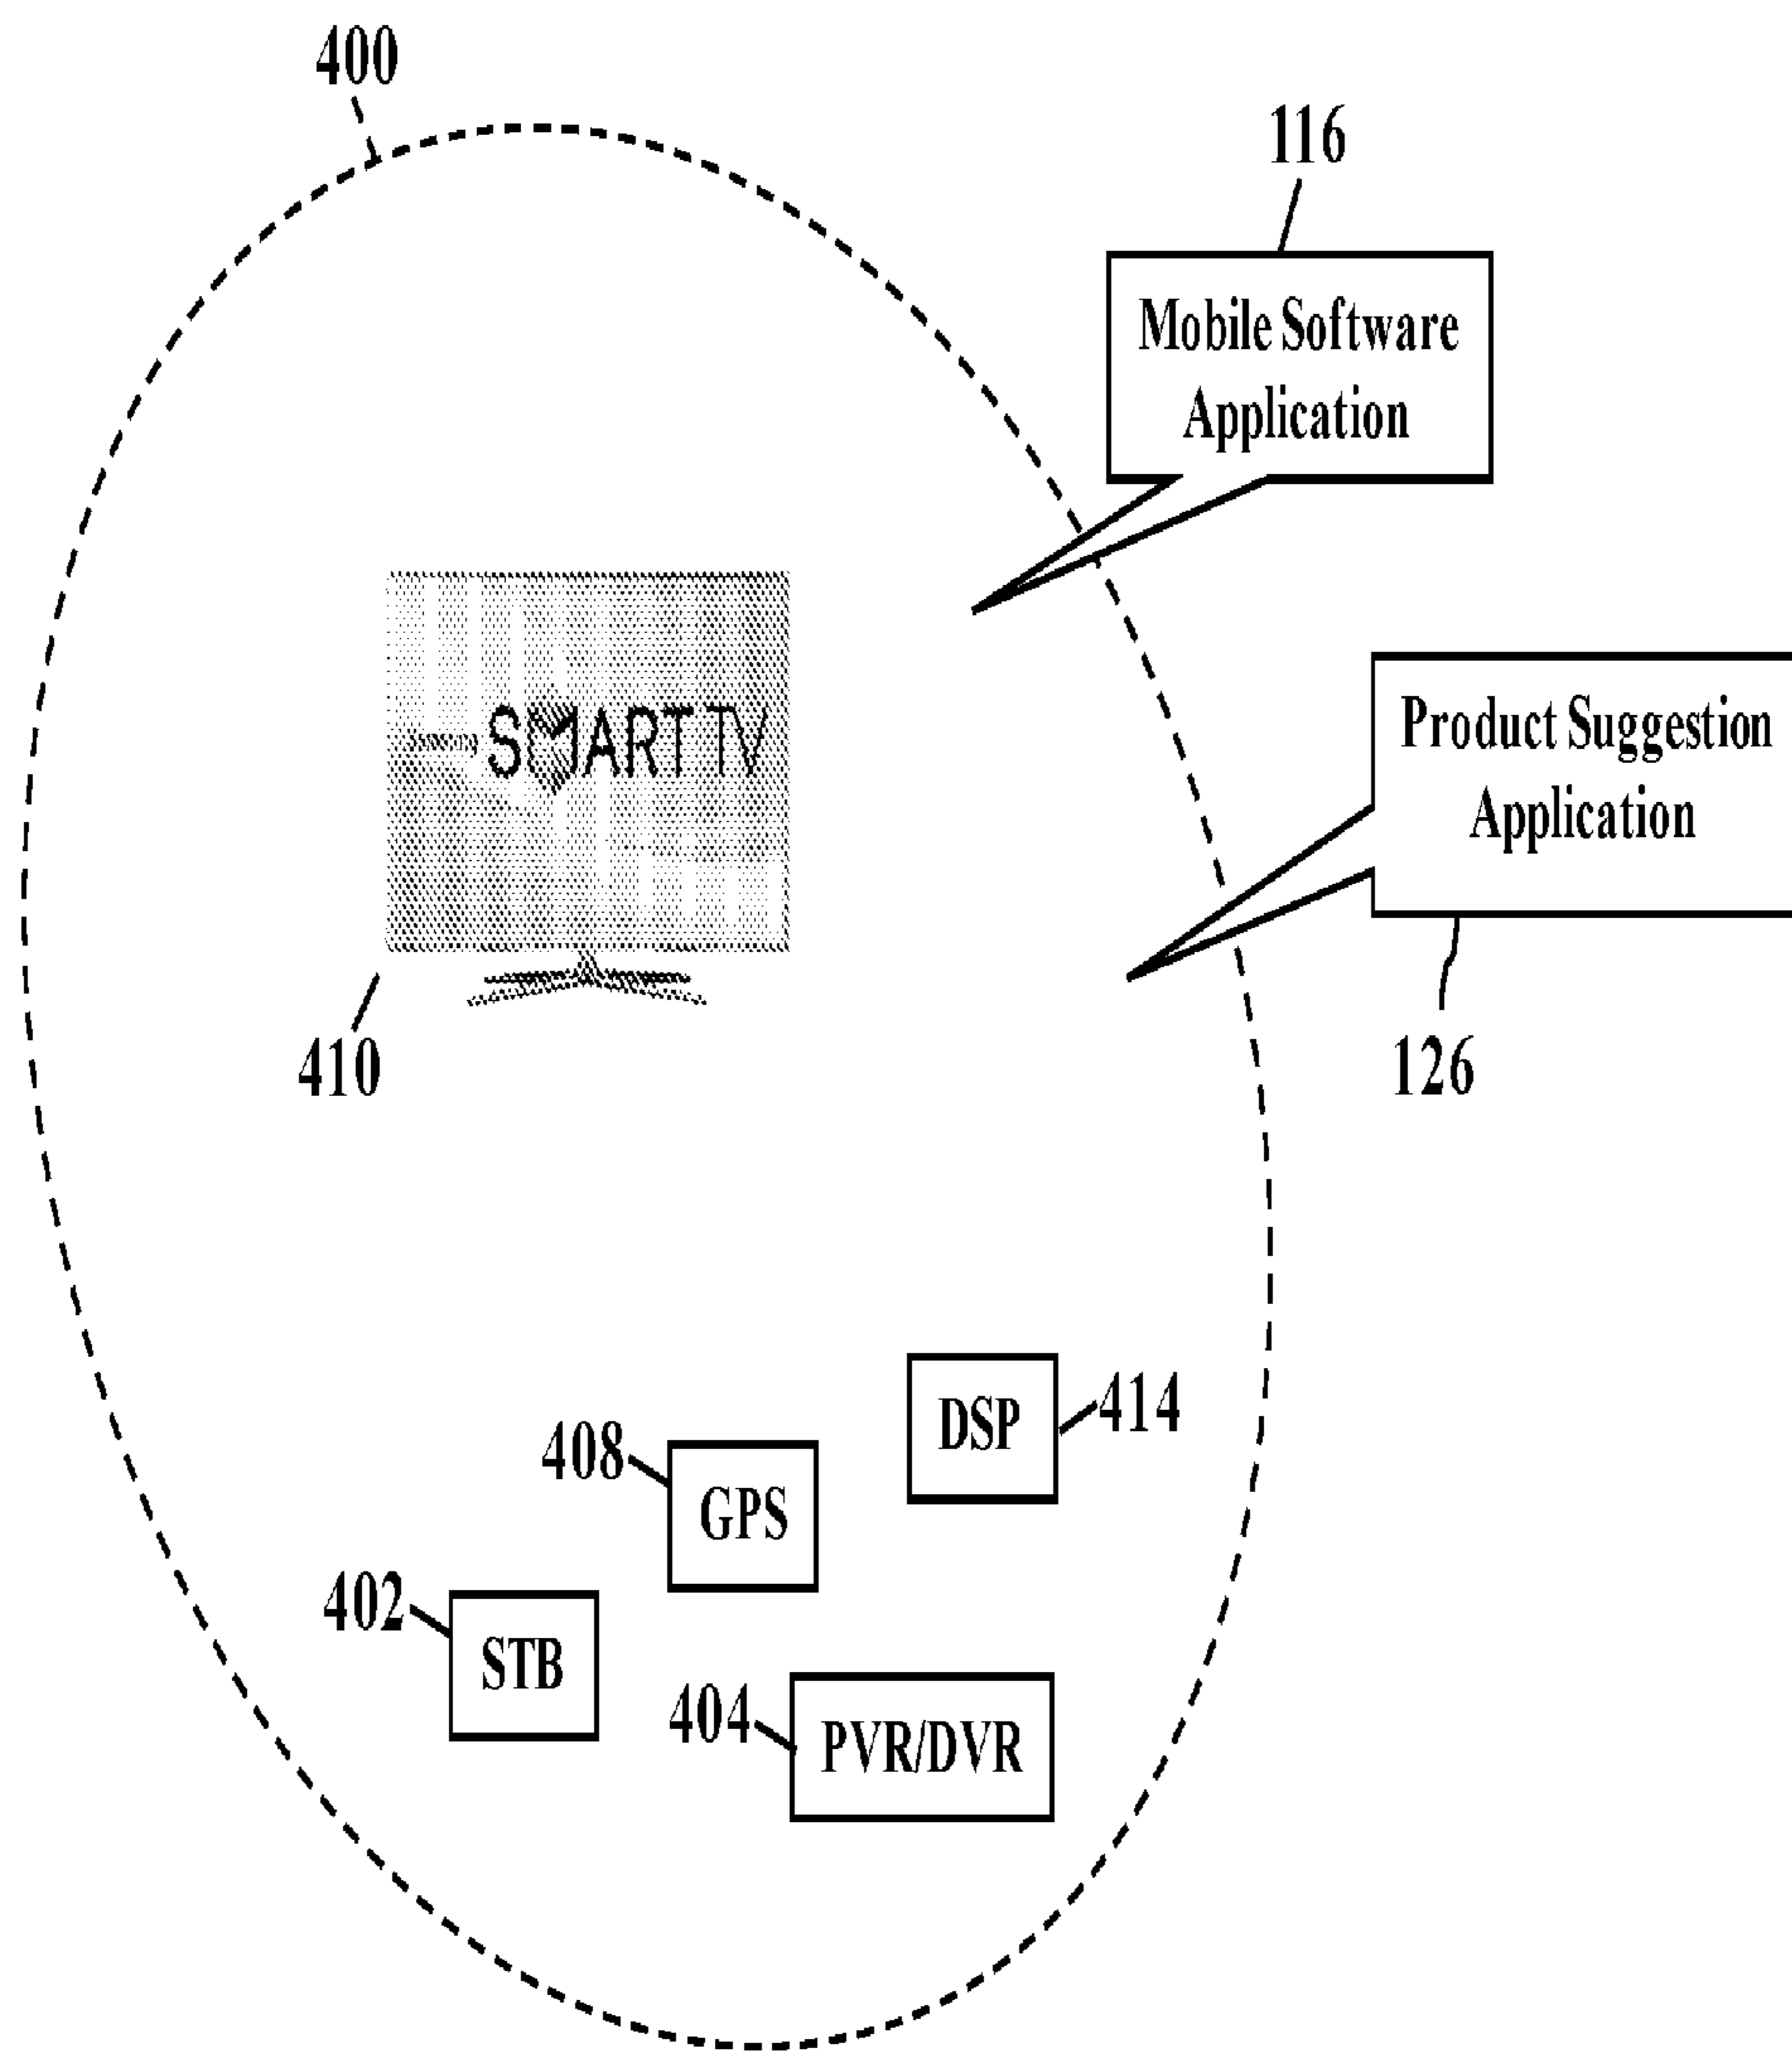 400
116
Mobile Software
Application
SMART TV
Product Suggestion
Application
410
126
DSP
414
408
GPS
402
STB
404
PVR/DVR